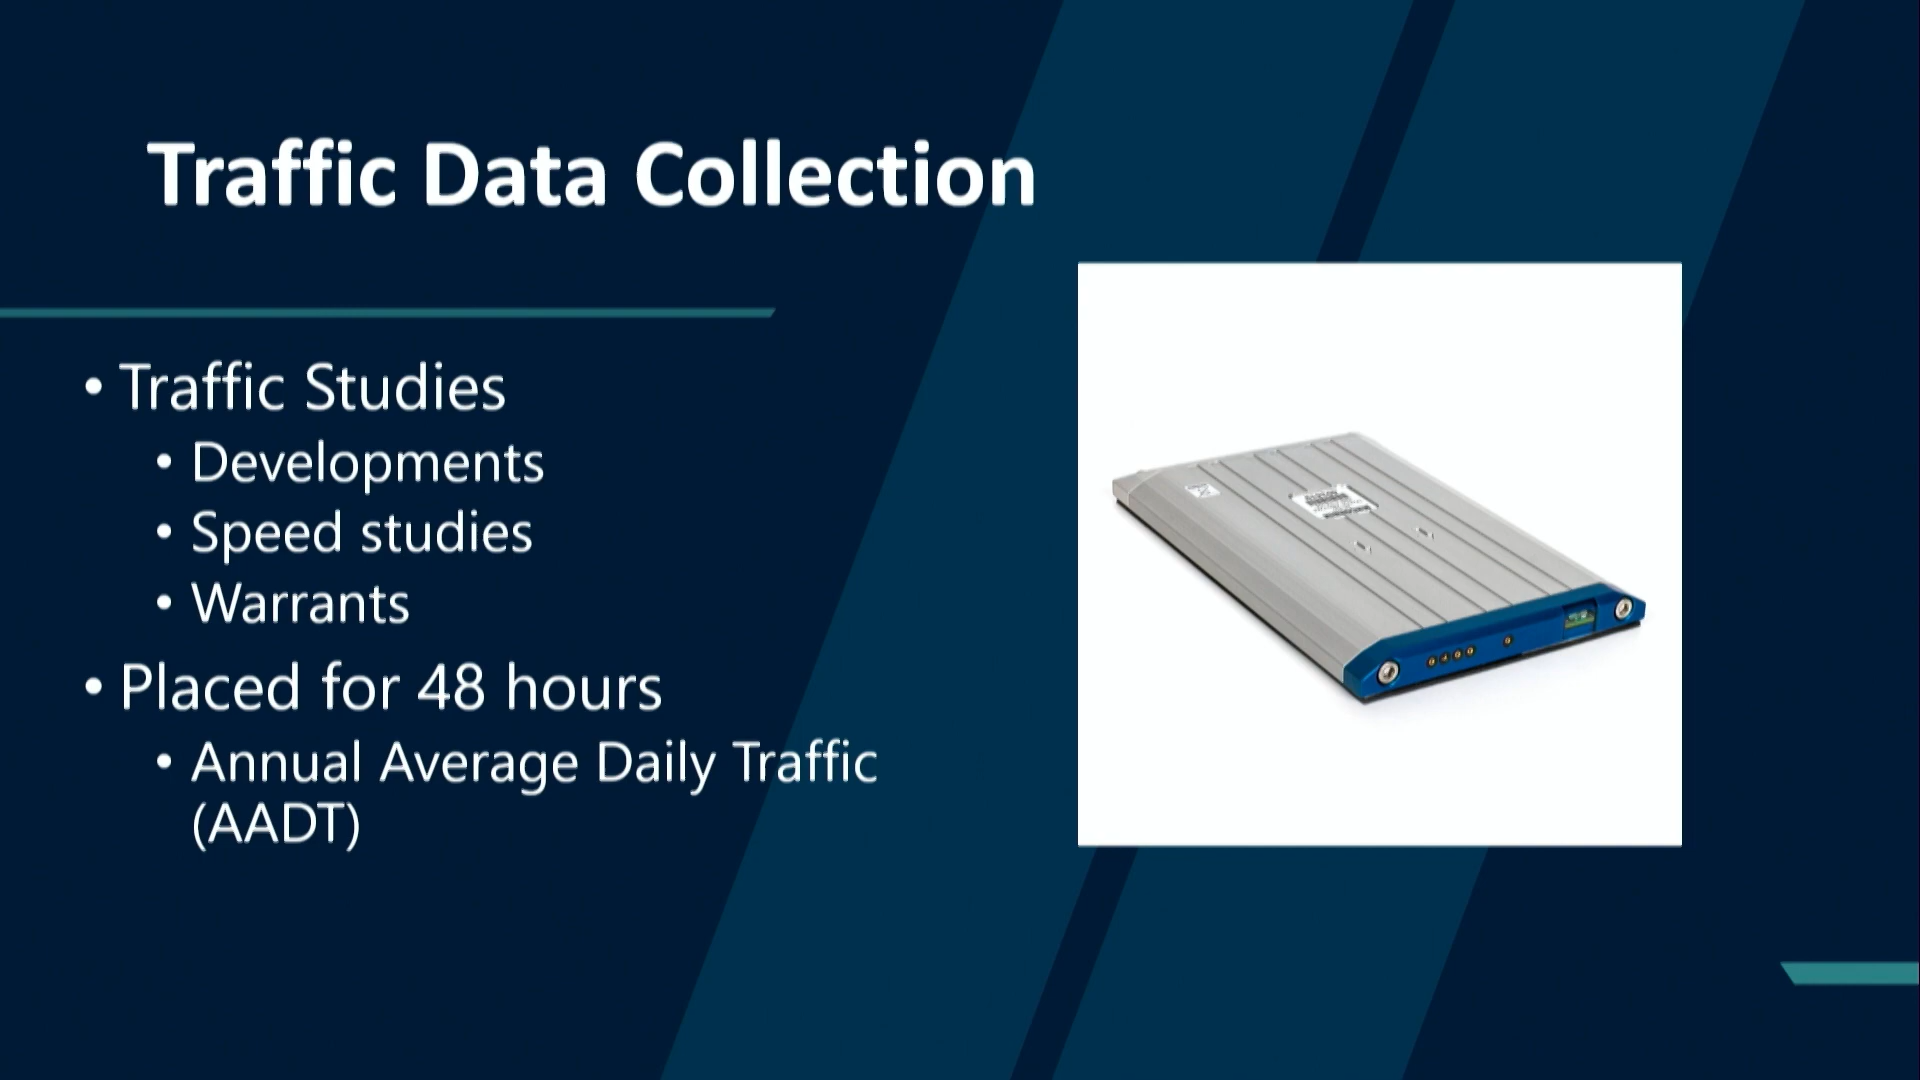 Traffic Data Collection
• Traffic Studies
• Developments
• Speed studies
• Warrants
• Placed for 48 hours
• Annual Average Daily Traffic
(AADT)